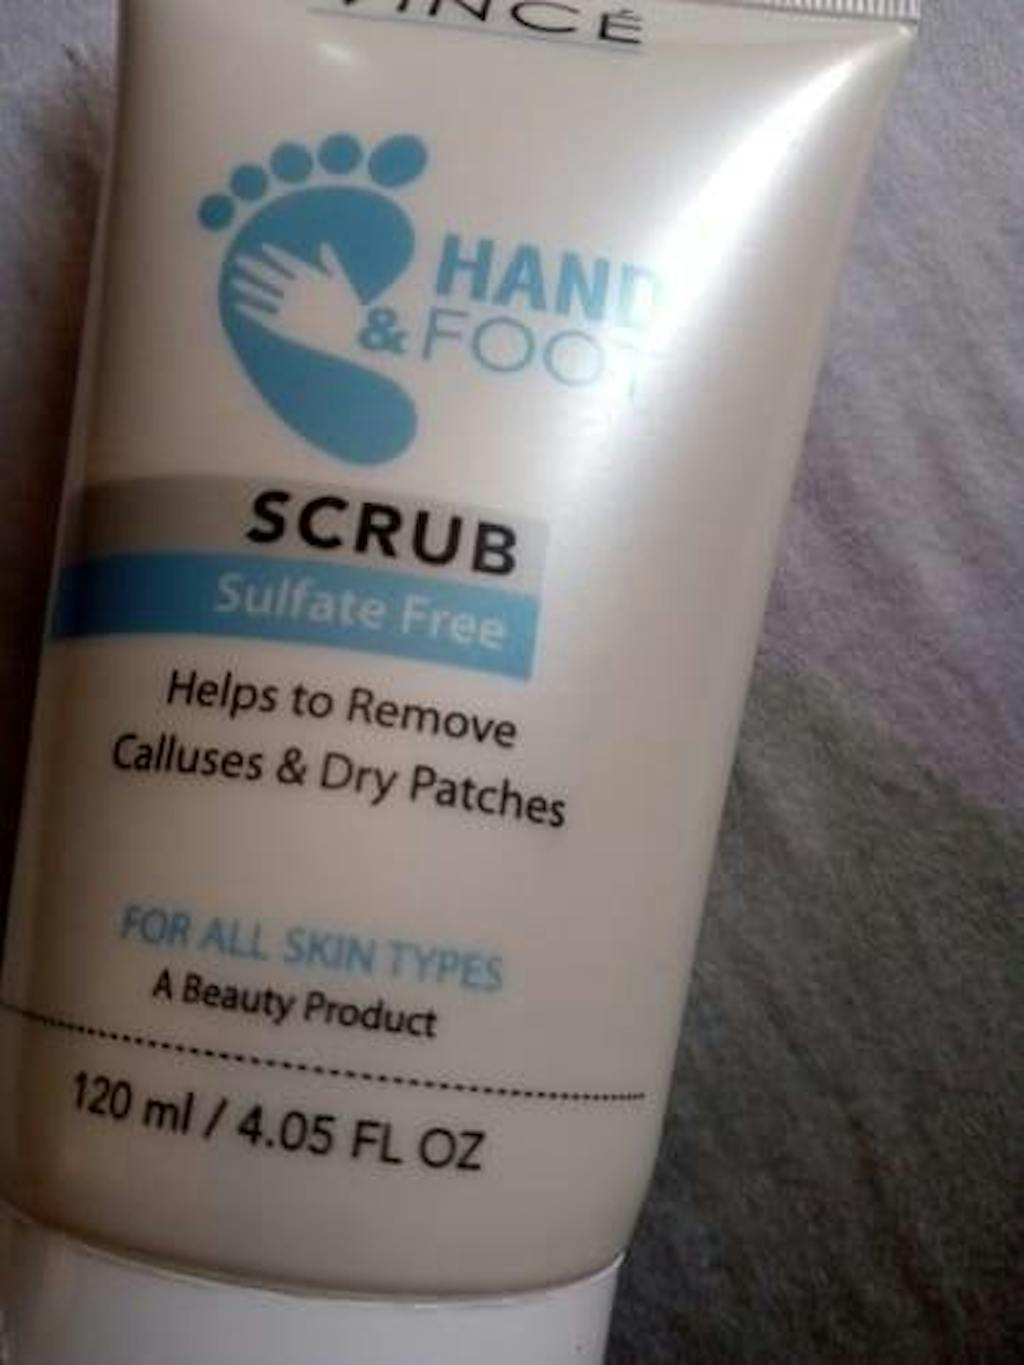 VINCÉ
HAND
& FOOT
SCRUB
Sulfate Free
Helps to Remove
Calluses & Dry Patches
FOR ALL SKIN TYPES
A Beauty Product
120 ml / 4.05 FL OZ